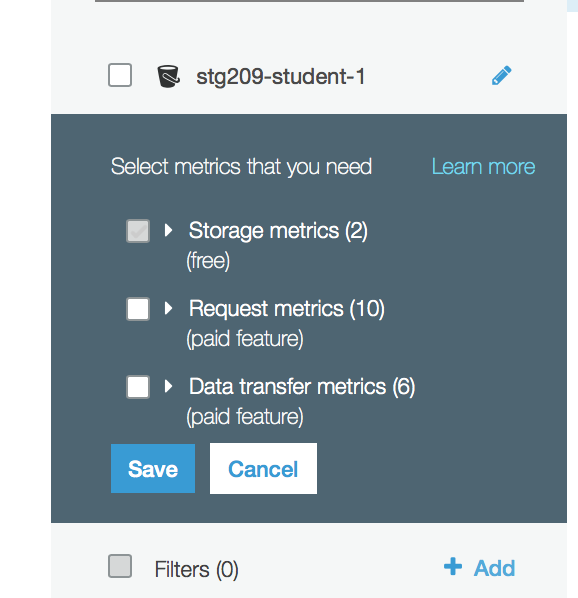 stg209-student-1
Select metrics that you need Learn more
Storage metrics (2)
(free)
Request metrics (10)
(paid feature)
Data transfer metrics (6)
(paid feature)
Save Cancel
Filters (0) Add